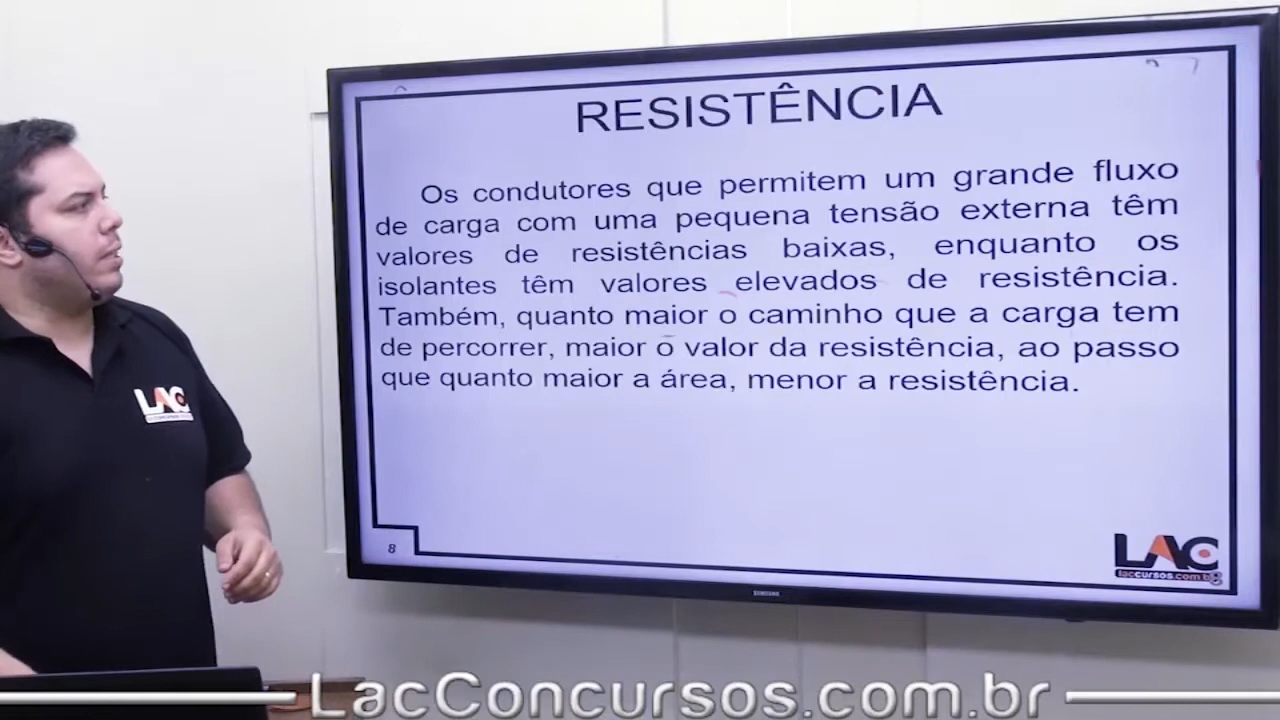 RESISTÊNCIA
Os condutores que permitem um grande fluxo
de carga com uma pequena tensão externa têm
valores de resistências baixas, enquanto os
isolantes têm valores elevados de resistência.
Também, quanto maior o caminho que a carga tem
de percorrer, maior o valor da resistência, ao passo
que quanto maior a área, menor a resistência.
8
LAC
laccursos.com.br
SAMSUNG
LAC
LacConcursos.com.br